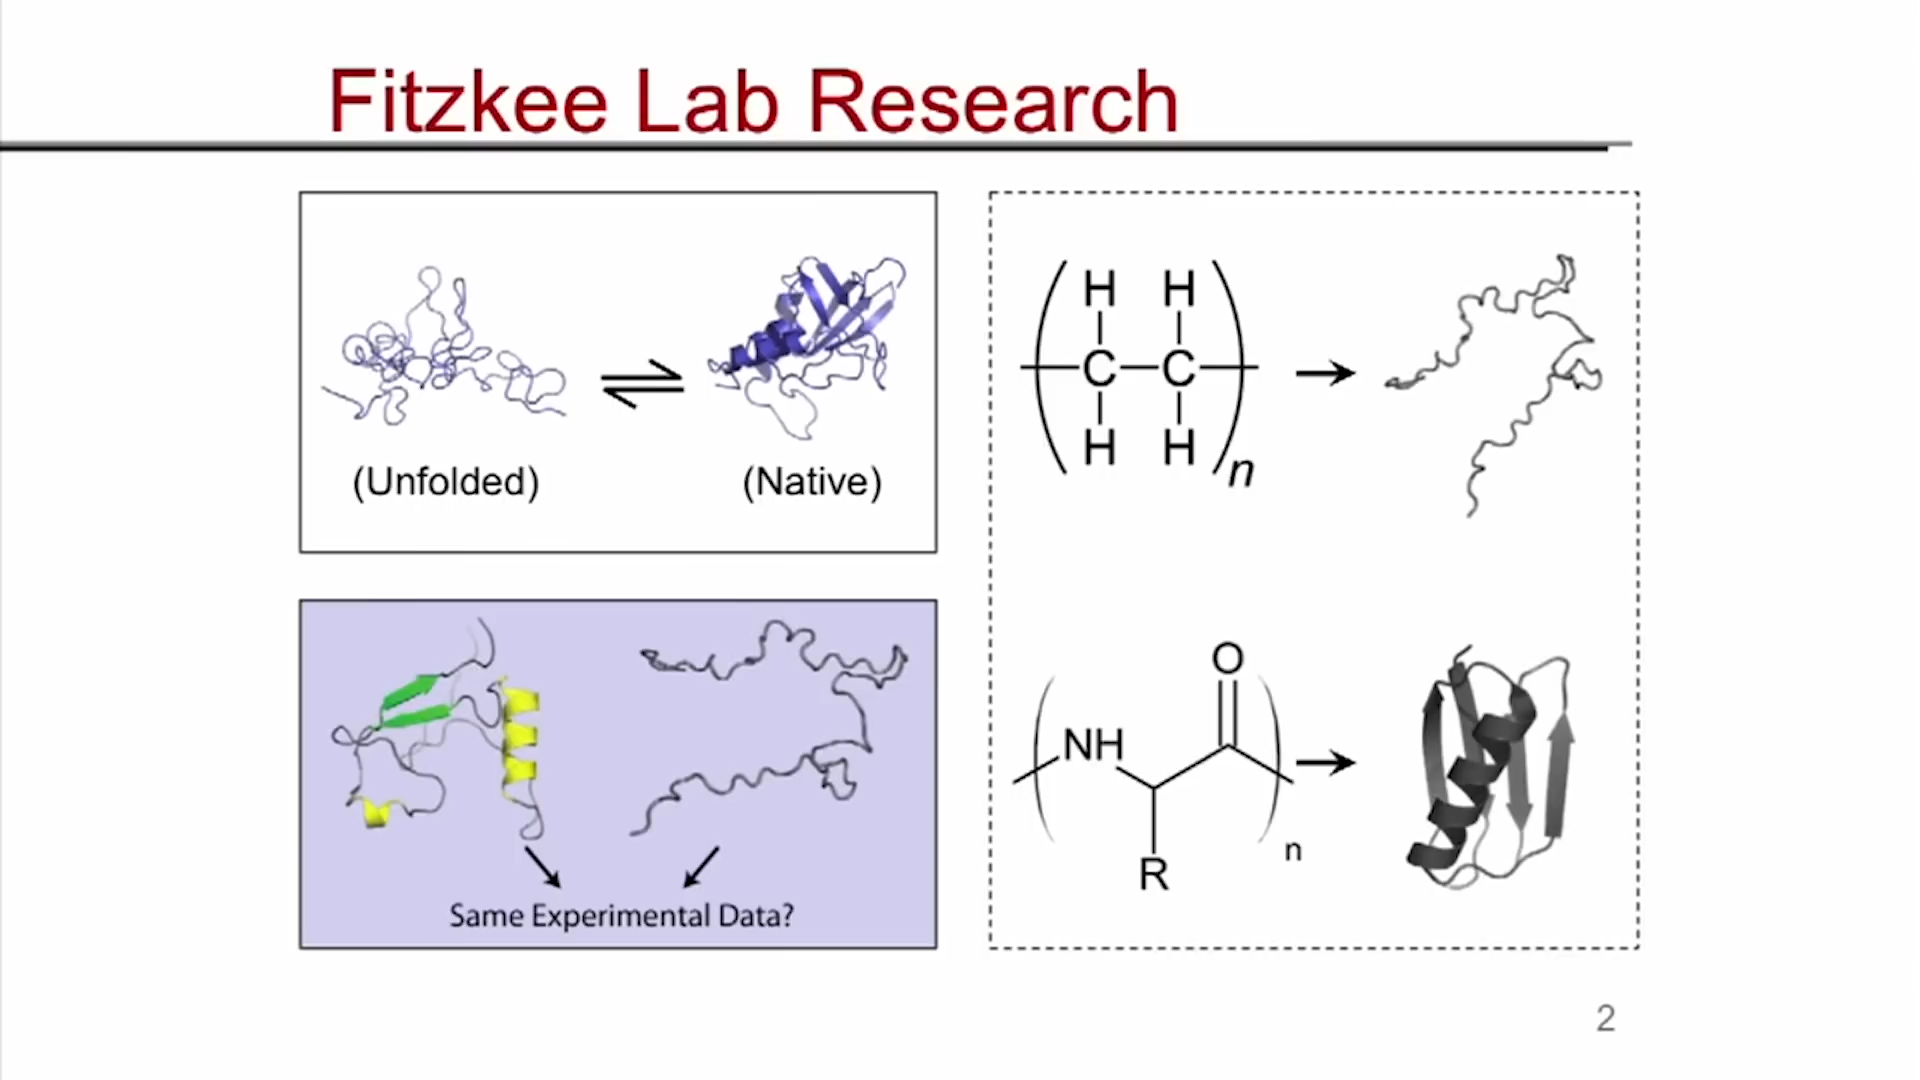 Fitzkee Lab Research
(Unfolded)
(Native)
Same Experimental Data?
H H
C C
H H
n
O
NH
R
n
2